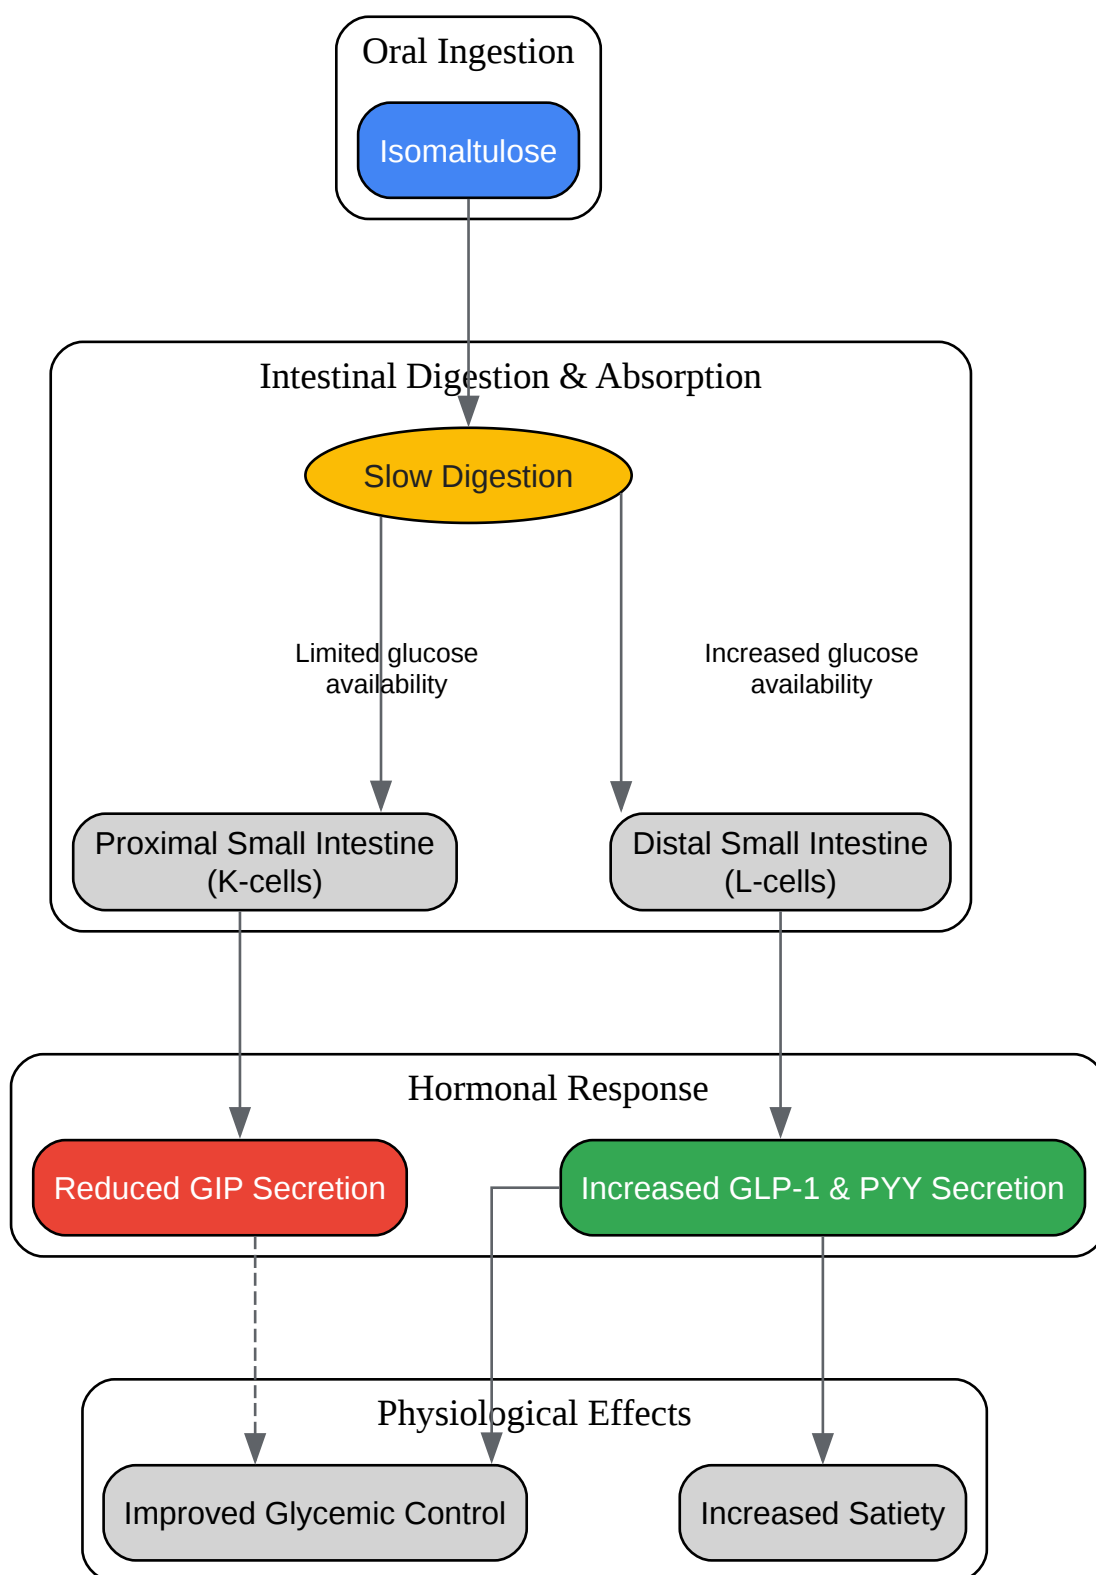 Oral Ingestion
Isomaltulose
Intestinal Digestion & Absorption
Slow Digestion
Limited glucose
availability
Increased glucose
availability
Proximal Small Intestine
(K-cells)
Distal Small Intestine
(L-cells)
Hormonal Response
Reduced GIP Secretion
Increased GLP-1 & PYY Secretion
Physiological Effects
Improved Glycemic Control
Increased Satiety